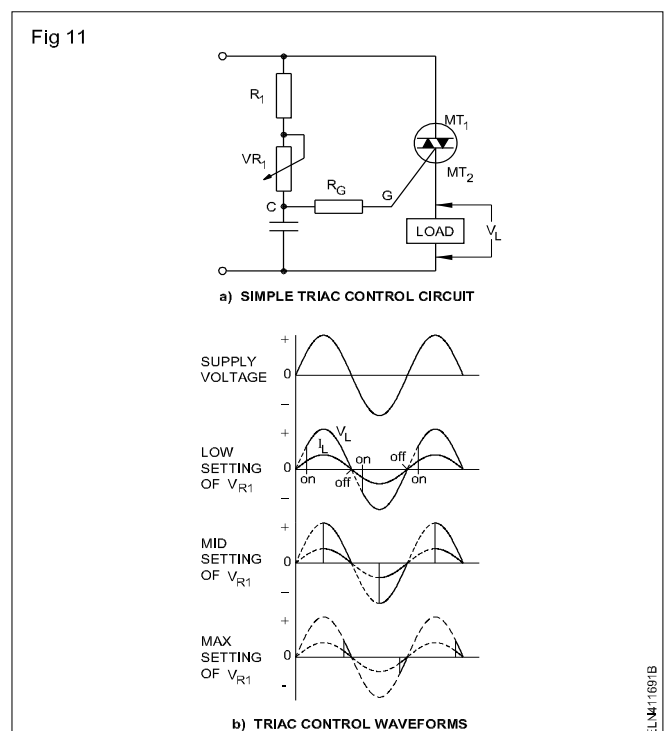 Fig 11
R1
MT1
VR1
MT2
RG
G
C
LOAD
VL
a) SIMPLE TRIAC CONTROL CIRCUIT
+
SUPPLY
VOLTAGE
0
–
+
VL
LOW
IL
on
off
SETTING
0
on
off
on
OF VR1
–
+
MID
SETTING
0
OF VR1
–
+
MAX
SETTING
0
OF VR1
-
b) TRIAC CONTROL WAVEFORMS
ELN411691B